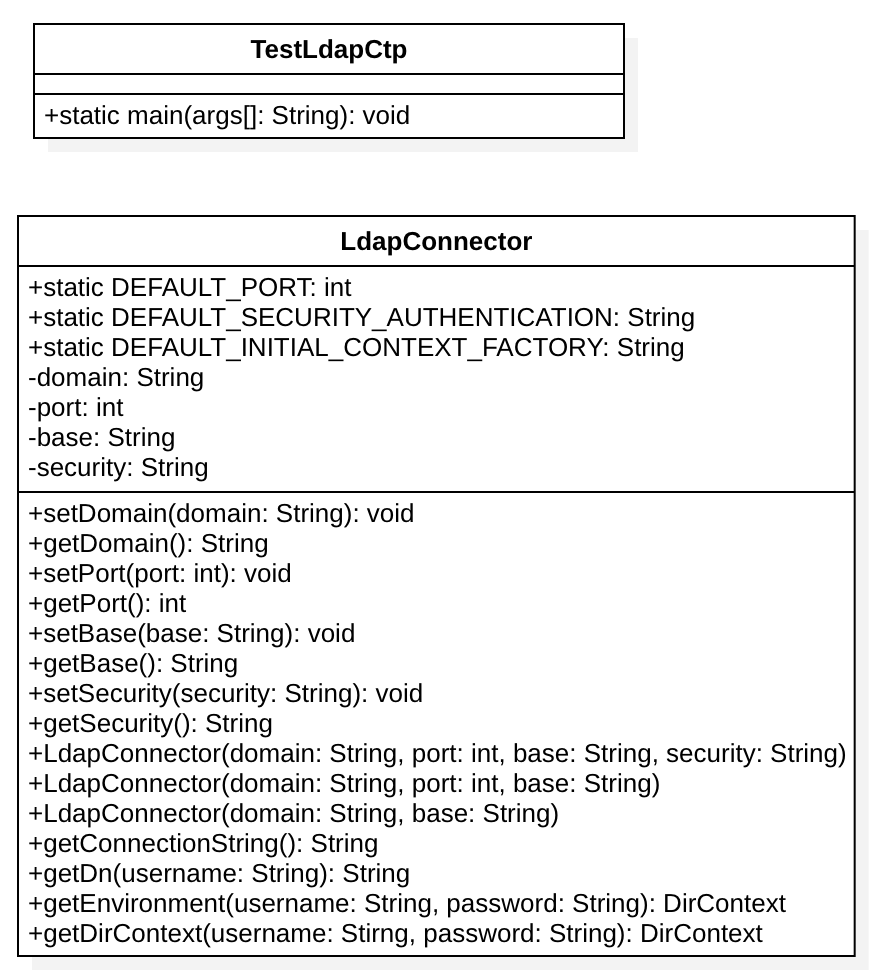 TestLdapCtp
+static main(args[]: String): void
LdapConnector
+static DEFAULT_PORT: int
+static DEFAULT_SECURITY_AUTHENTICATION: String
+static DEFAULT_INITIAL_CONTEXT_FACTORY: String
-domain: String
-port: int
-base: String
-security: String
+setDomain(domain: String): void
+getDomain(): String
+setPort(port: int): void
+getPort(): int
+setBase(base: String): void
+getBase(): String
+setSecurity(security: String): void
+getSecurity(): String
+LdapConnector(domain: String, port: int, base: String, security: String)
+LdapConnector(domain: String, port: int, base: String)
+LdapConnector(domain: String, base: String)
+getConnectionString(): String
+getDn(username: String): String
+getEnvironment(username: String, password: String): DirContext
+getDirContext(username: Stirng, password: String): DirContext